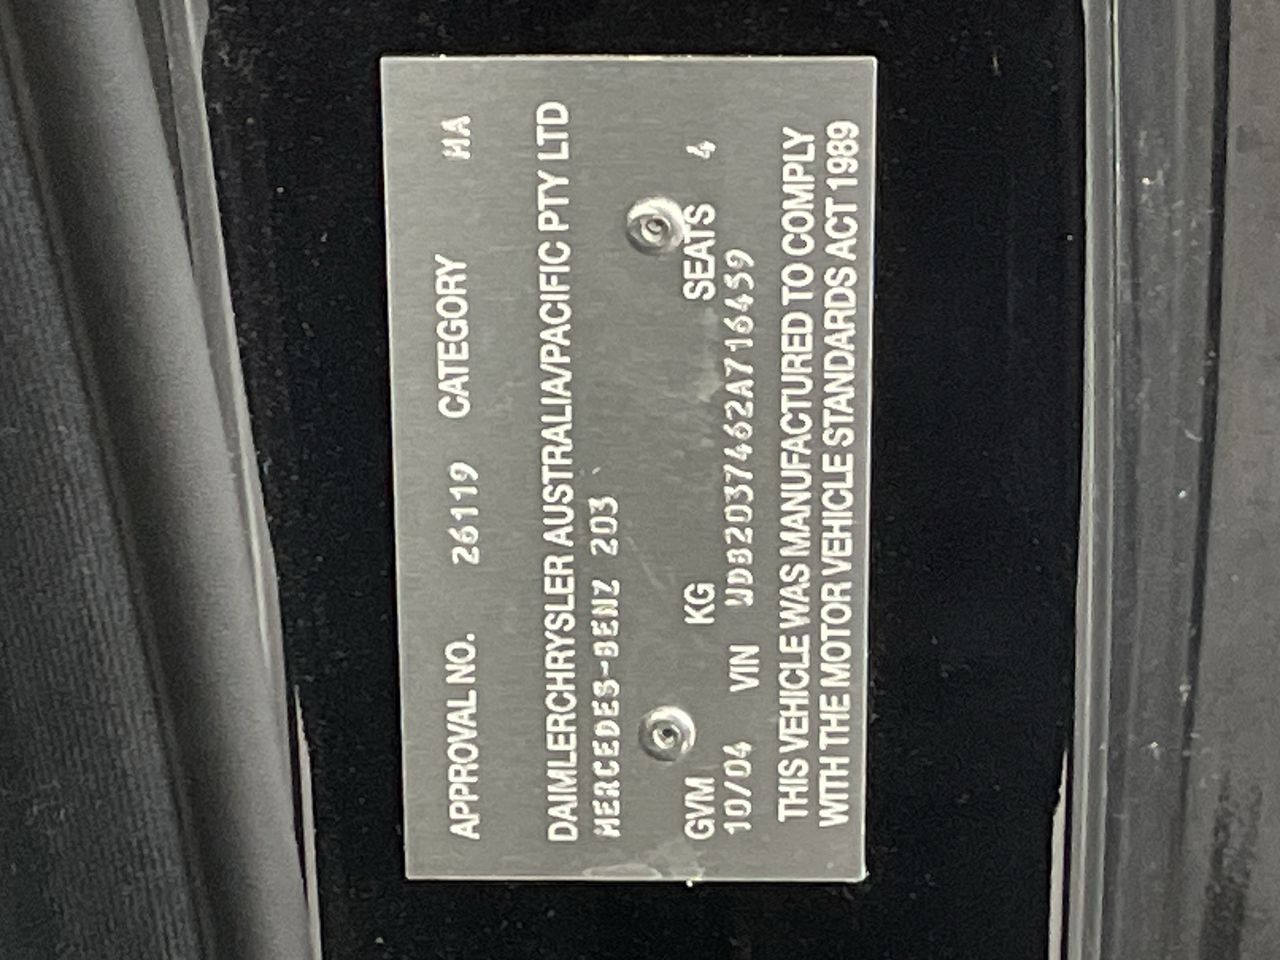 APPROVAL NO. 26119 CATEGORY MA
DAIMLERCHRYSLER AUSTRALIA/PACIFIC PTY LTD
MERCEDES-BENZ 203
GVM KG SEATS 4
10/04 VIN WDB2037462A716459
THIS VEHICLE WAS MANUFACTURED TO COMPLY
WITH THE MOTOR VEHICLE STANDARDS ACT 1989